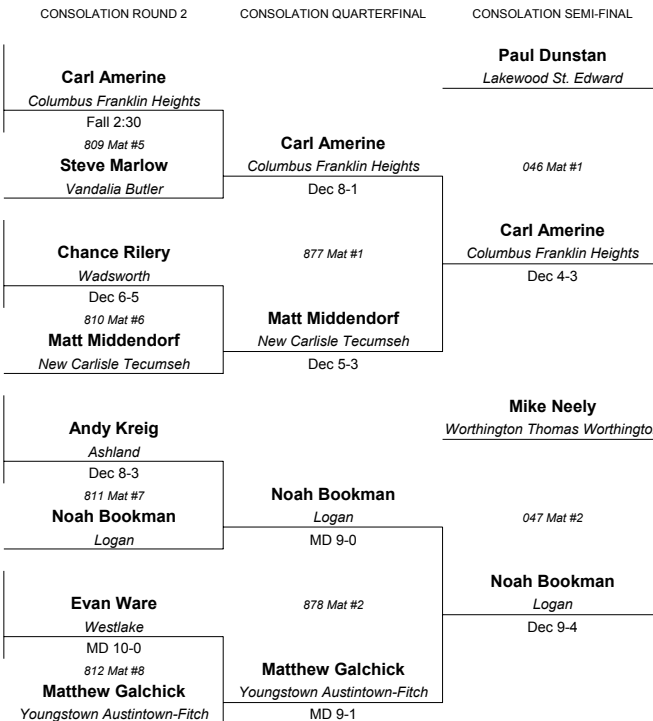 CONSOLATION ROUND 2
CONSOLATION QUARTERFINAL
CONSOLATION SEMI-FINAL
Carl Amerine
Columbus Franklin Heights
Fall 2:30
809 Mat #5
Steve Marlow
Vandalia Butler
Chance Rilery
Wadsworth
Dec 6-5
810 Mat #6
Matt Middendorf
New Carlisle Tecumseh
Andy Kreig
Ashland
Dec 8-3
811 Mat #7
Noah Bookman
Logan
Evan Ware
Westlake
MD 10-0
812 Mat #8
Matthew Galchick
Youngstown Austintown-Fitch
Carl Amerine
Columbus Franklin Heights
Dec 8-1
877 Mat #1
Matt Middendorf
New Carlisle Tecumseh
Dec 5-3
Noah Bookman
Logan
MD 9-0
878 Mat #2
Matthew Galchick
Youngstown Austintown-Fitch
MD 9-1
Paul Dunstan
Lakewood St. Edward
046 Mat #1
Carl Amerine
Columbus Franklin Heights
Dec 4-3
Mike Neely
Worthington Thomas Worthingto
047 Mat #2
Noah Bookman
Logan
Dec 9-4